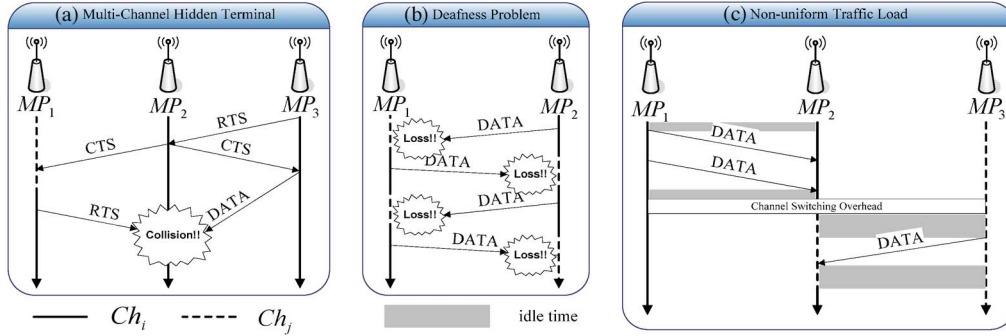 (a) Multi-Channel Hidden Terminal
MP1
MP2
MP3
RTS
CTS
CTS
RTS
DATA
Collision!!
(b) Deafness Problem
MP1
MP2
DATA
Loss!!
DATA
Loss!!
DATA
Loss!!
DATA
Loss!!
(c) Non-uniform Traffic Load
MP1
MP2
MP3
DATA
DATA
Channel Switching Overhead
DATA
Chi
Chj
idle time